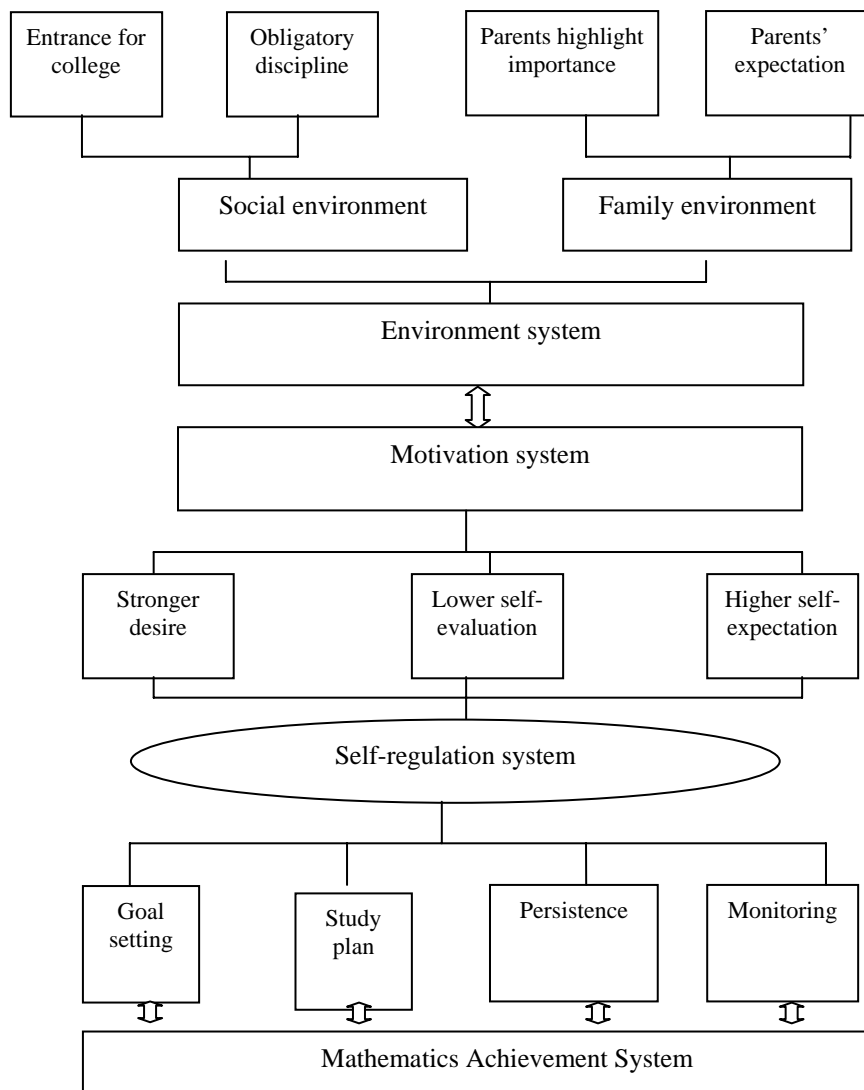 Entrance for
college
Obligatory
discipline
Parents highlight
importance
Parents'
expectation
Social environment
Family environment
Environment system
Motivation system
Stronger
desire
Lower self-
evaluation
Higher self-
expectation
Self-regulation system
Goal
setting
Study
plan
Persistence
Monitoring
Mathematics Achievement System